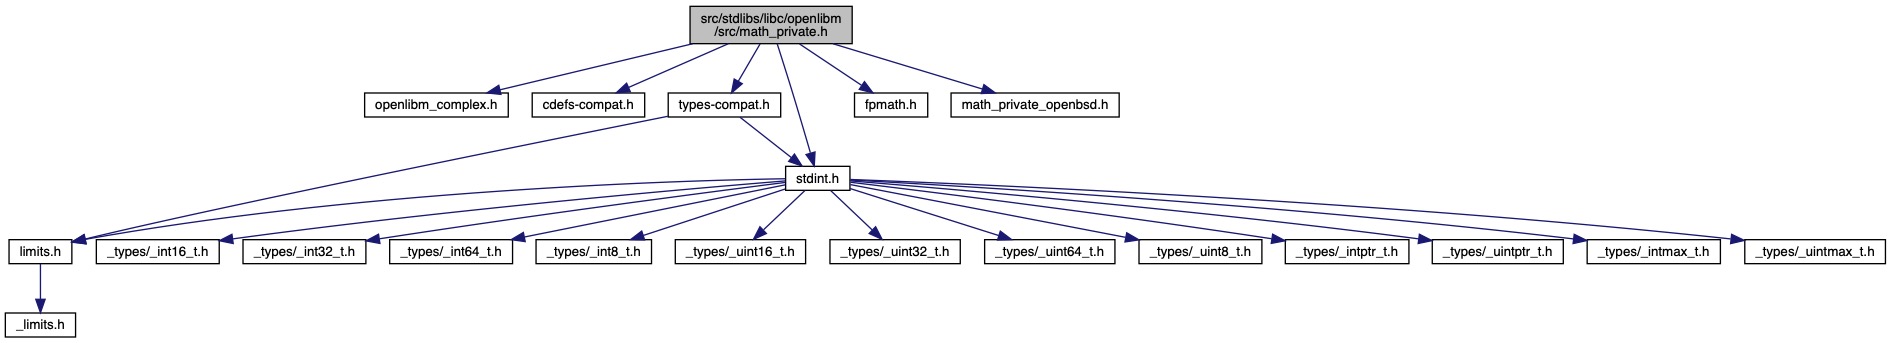 src/stdlibs/libc/openlibm
/src/math_private.h
openlibm_complex.h
cdefs-compat.h
types-compat.h
fpmath.h
math_private_openbsd.h
stdint.h
limits.h
_types/_int16_t.h
_types/_int32_t.h
_types/_int64_t.h
_types/_int8_t.h
_types/_uint16_t.h
_types/_uint32_t.h
_types/_uint64_t.h
_types/_uint8_t.h
_types/_intptr_t.h
_types/_uintptr_t.h
_types/_intmax_t.h
_types/_uintmax_t.h
_limits.h